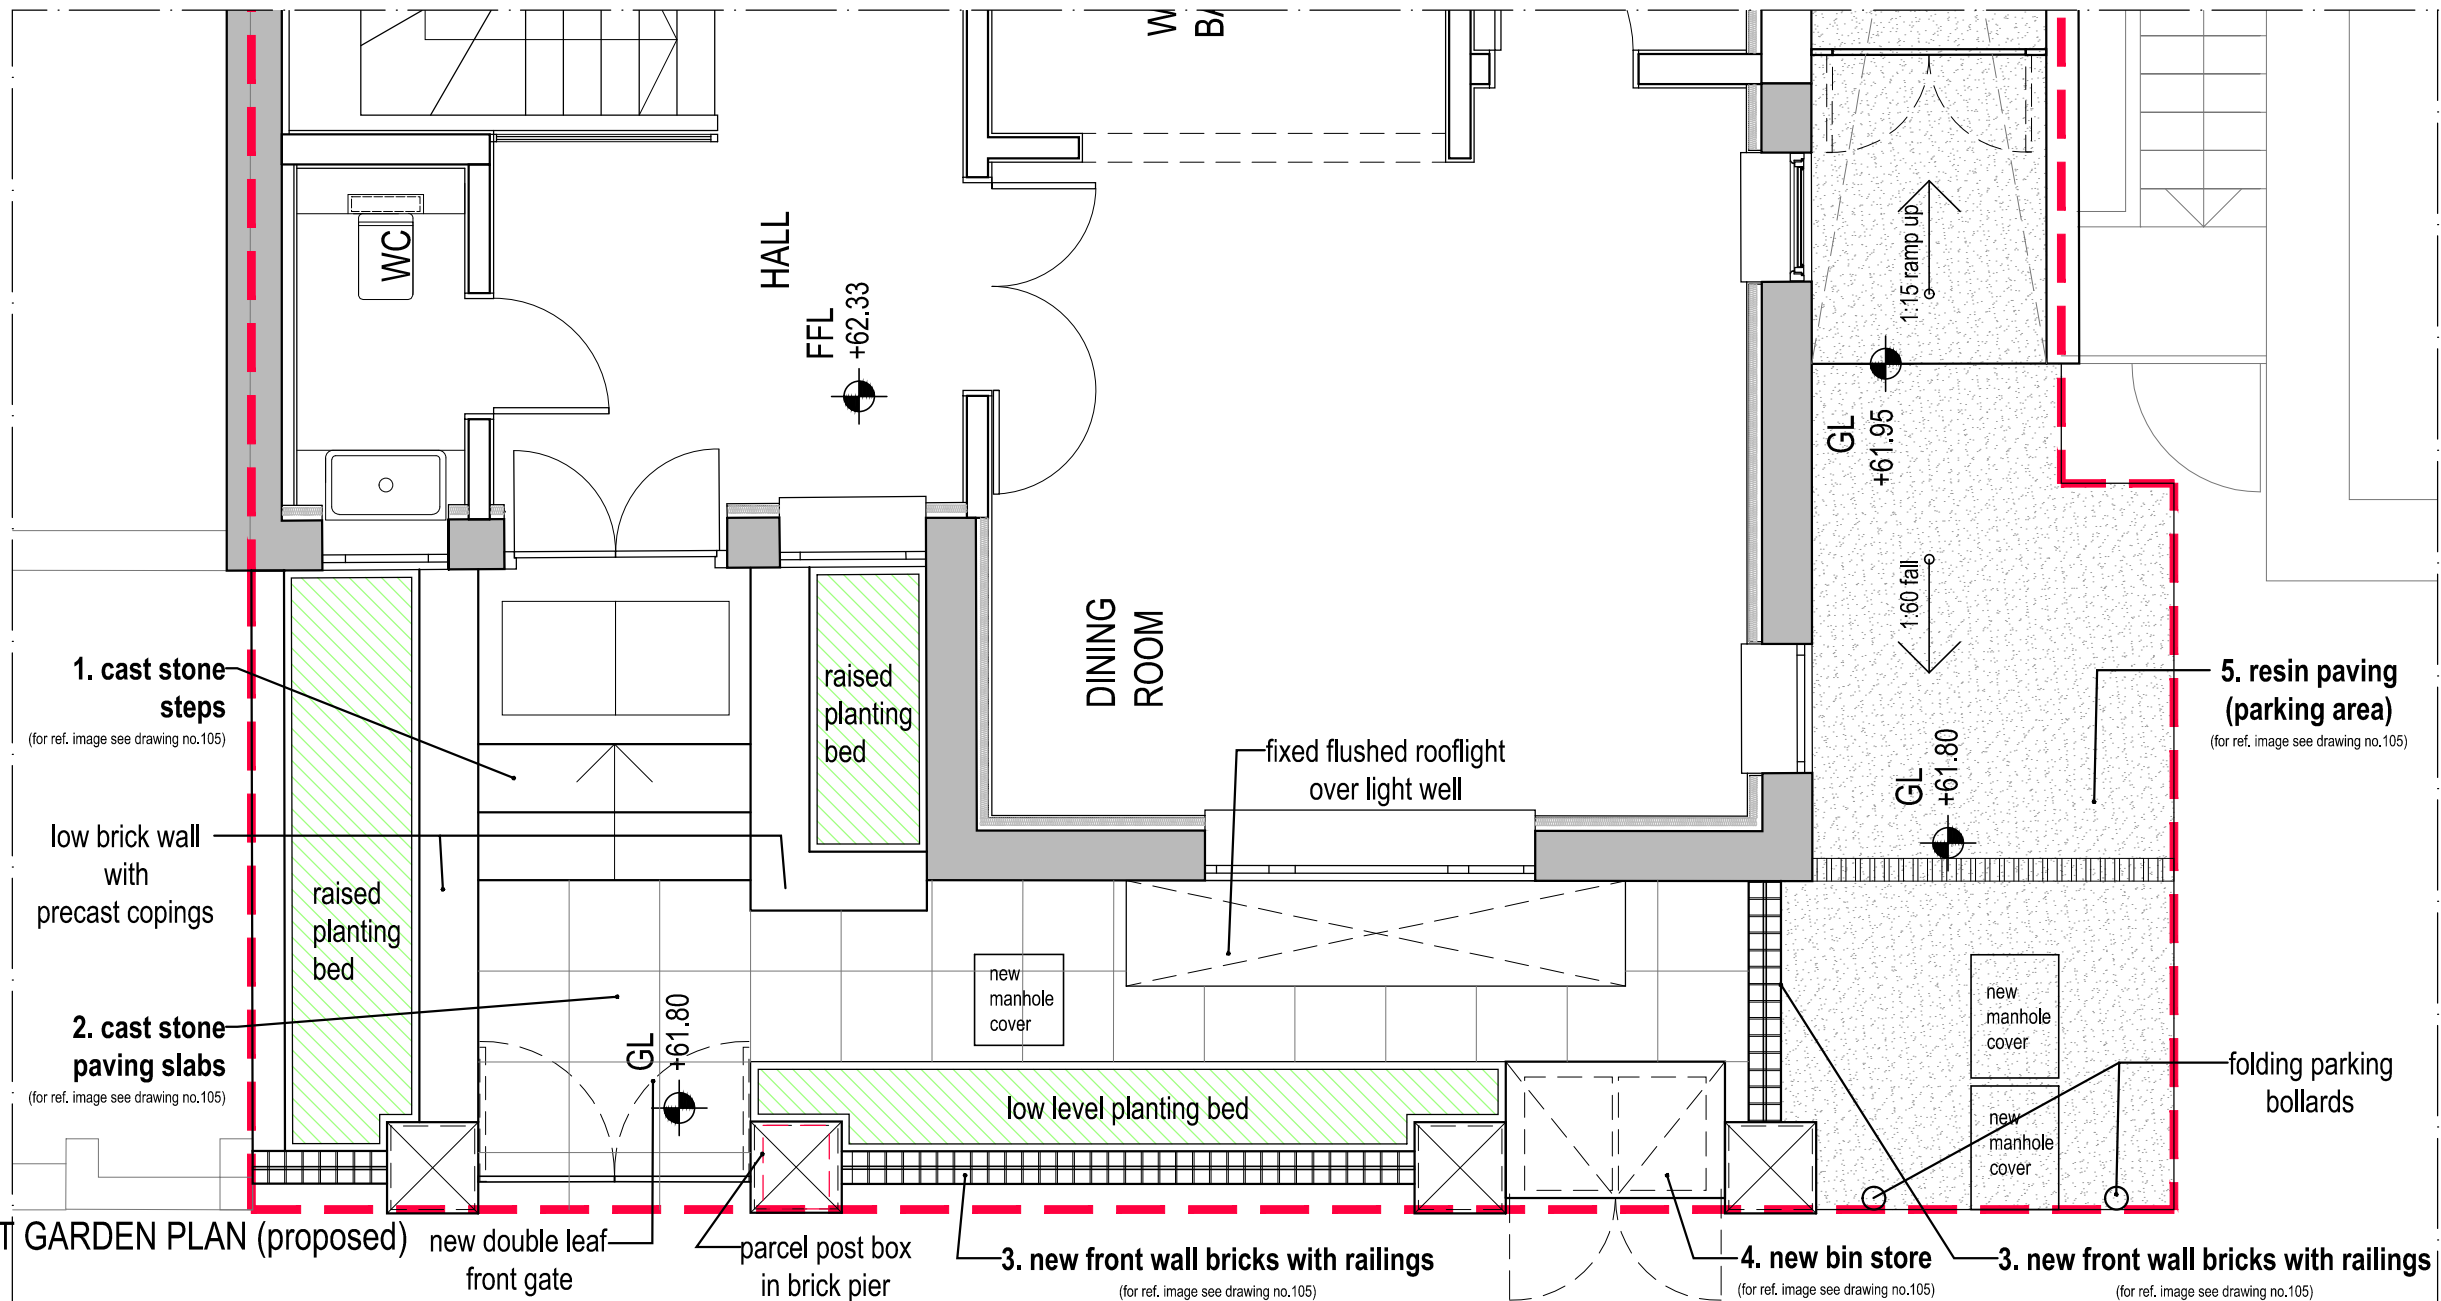 WC
HALL
FFL
+62.33
1:15 ramp up
GL
+61.95
1:60 fall
DINING
ROOM
1. cast stone
steps
(for ref. image see drawing no.105)
raised
planting
bed
5. resin paving
(parking area)
(for ref. image see drawing no.105)
GL
+61.80
fixed flushed rooflight
over light well
low brick wall
with
precast copings
raised
planting
bed
2. cast stone
paving slabs
(for ref. image see drawing no.105)
GL
+61.80
new
manhole
cover
new
manhole
cover
low level planting bed
new
manhole
cover
folding parking
bollards
GARDEN PLAN (proposed)
new double leaf
front gate
parcel post box
in brick pier
3. new front wall bricks with railings
(for ref. image see drawing no.105)
4. new bin store
(for ref. image see drawing no.105)
3. new front wall bricks with railings
(for ref. image see drawing no.105)